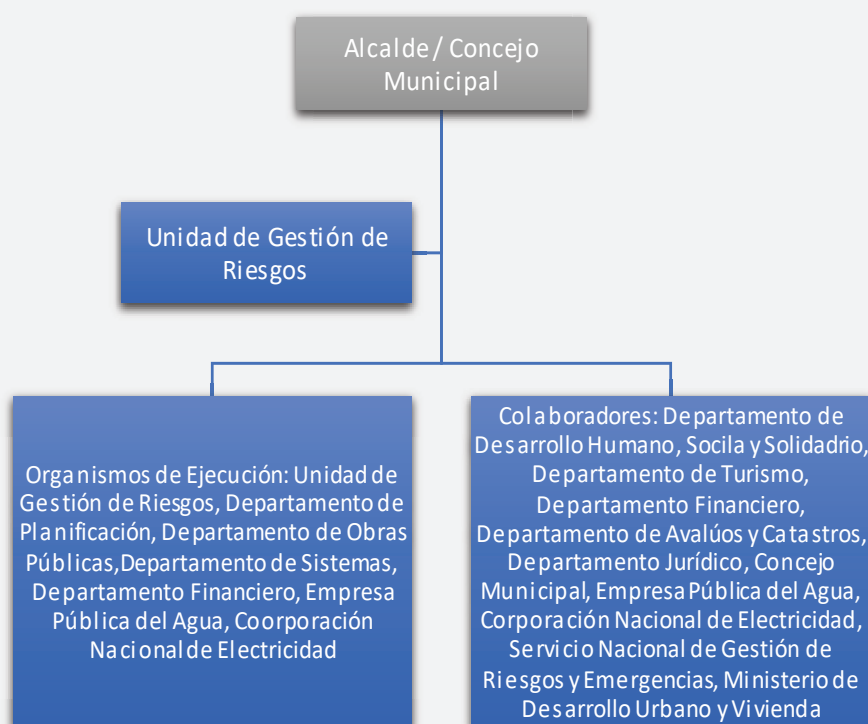 Alcalde / Concejo
Municipal
Unidad de Gestión de
Riesgos
Organismos de Ejecución: Unidad de
Gestión de Riesgos, Departamento de
Planificación, Departamento de Obras
Públicas,Departamento de Sistemas,
Departamento Financiero, Empresa
Pública del Agua, Coorporación
Nacional de Electricidad
Colaboradores: Departamento de
Desarrollo Humano, Socila y Solidadrio,
Departamento de Turismo,
Departamento Financiero,
Departamento de Avalúos y Catastros,
Departamento Jurídico, Concejo
Municipal, Empresa Pública del Agua,
Corporación Nacional de Electricidad,
Servicio Nacional de Gestión de
Riesgos y Emergencias, Ministerio de
Desarrollo Urbano y Vivienda